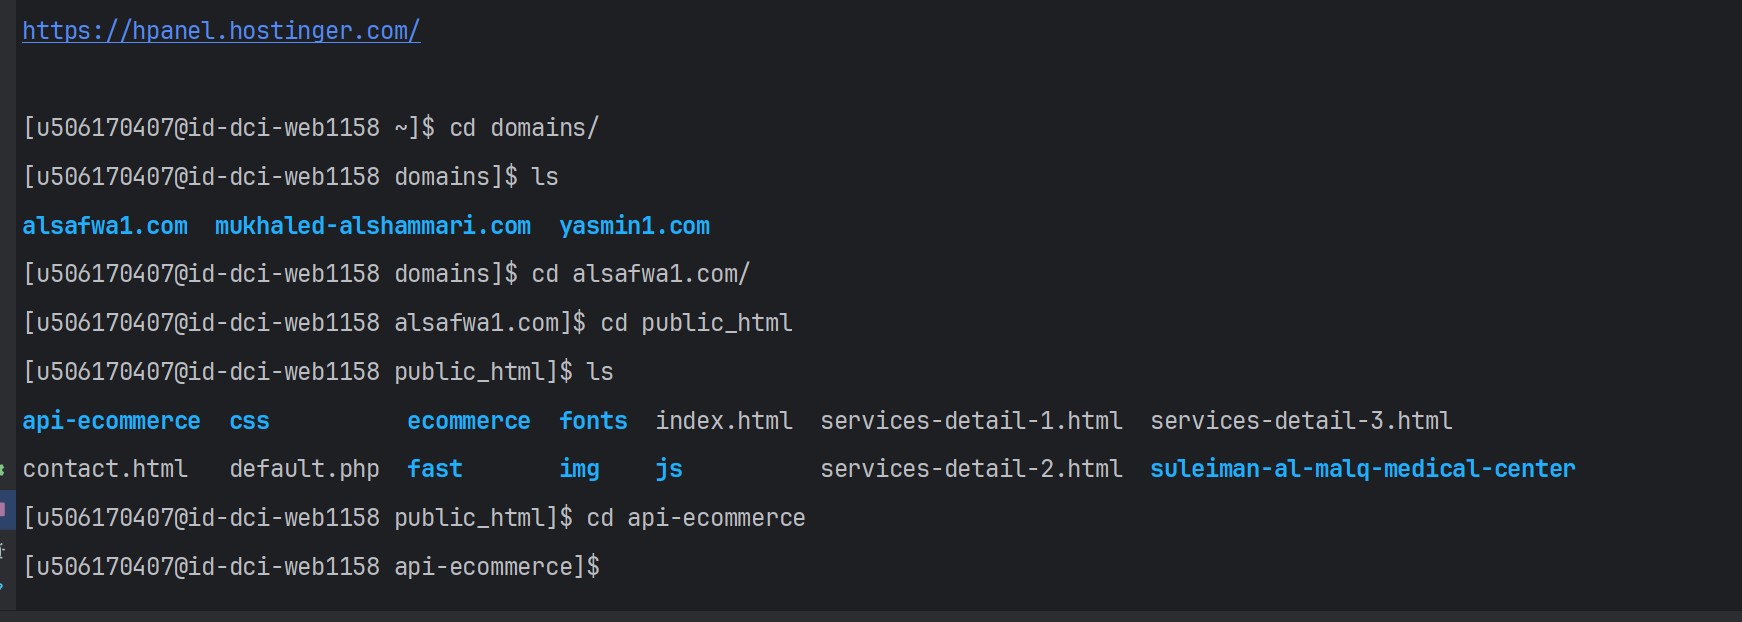 https://hpanel.hostinger.com/
[u506170407@id-dci-web1158 ~]$ cd domains/
[u506170407@id-dci-web1158 domains]$ ls
alsafwa1.com  mukhaled-alshammari.com  yasmin1.com
[u506170407@id-dci-web1158 domains]$ cd alsafwa1.com/
[u506170407@id-dci-web1158 alsafwa1.com]$ cd public_html
[u506170407@id-dci-web1158 public_html]$ ls
api-ecommerce  css          ecommerce  fonts  index.html  services-detail-1.html  services-detail-3.html
contact.html   default.php  fast       img    js          services-detail-2.html  suleiman-al-malq-medical-center
[u506170407@id-dci-web1158 public_html]$ cd api-ecommerce
[u506170407@id-dci-web1158 api-ecommerce]$